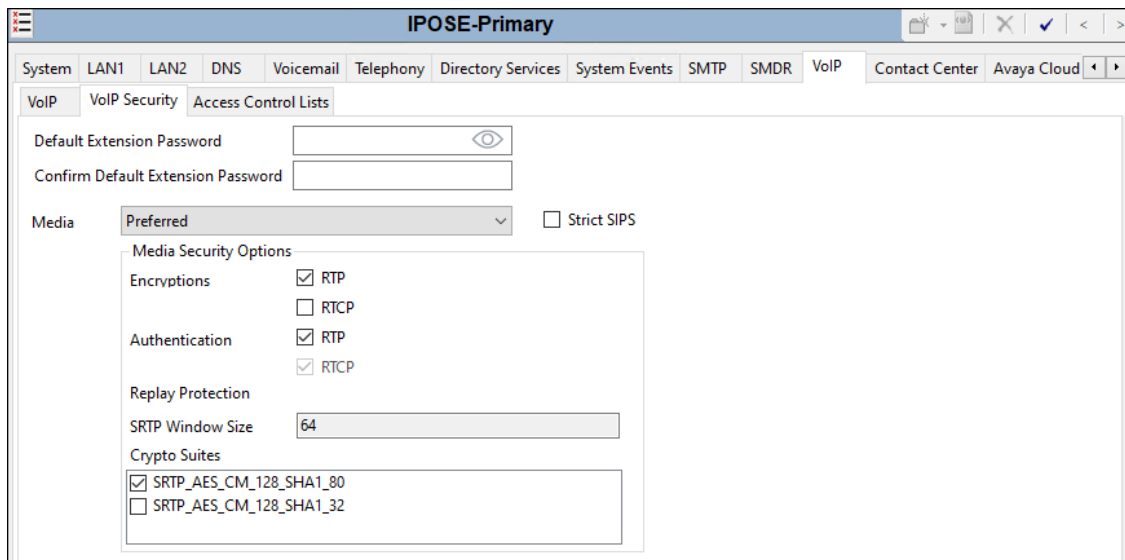 IPOSE-Primary
System LAN1 LAN2 DNS Voicemail Telephony Directory Services System Events SMTP SMDR VoIP Contact Center Avaya Cloud
VoIP VoIP Security Access Control Lists
Default Extension Password
Confirm Default Extension Password
Media Preferred Strict SIPS
Media Security Options
Encryptions RTP
RTCP
Authentication RTP
RTCP
Replay Protection
SRTP Window Size 64
Crypto Suites
SRTP_AES_CM_128_SHA1_80
SRTP_AES_CM_128_SHA1_32